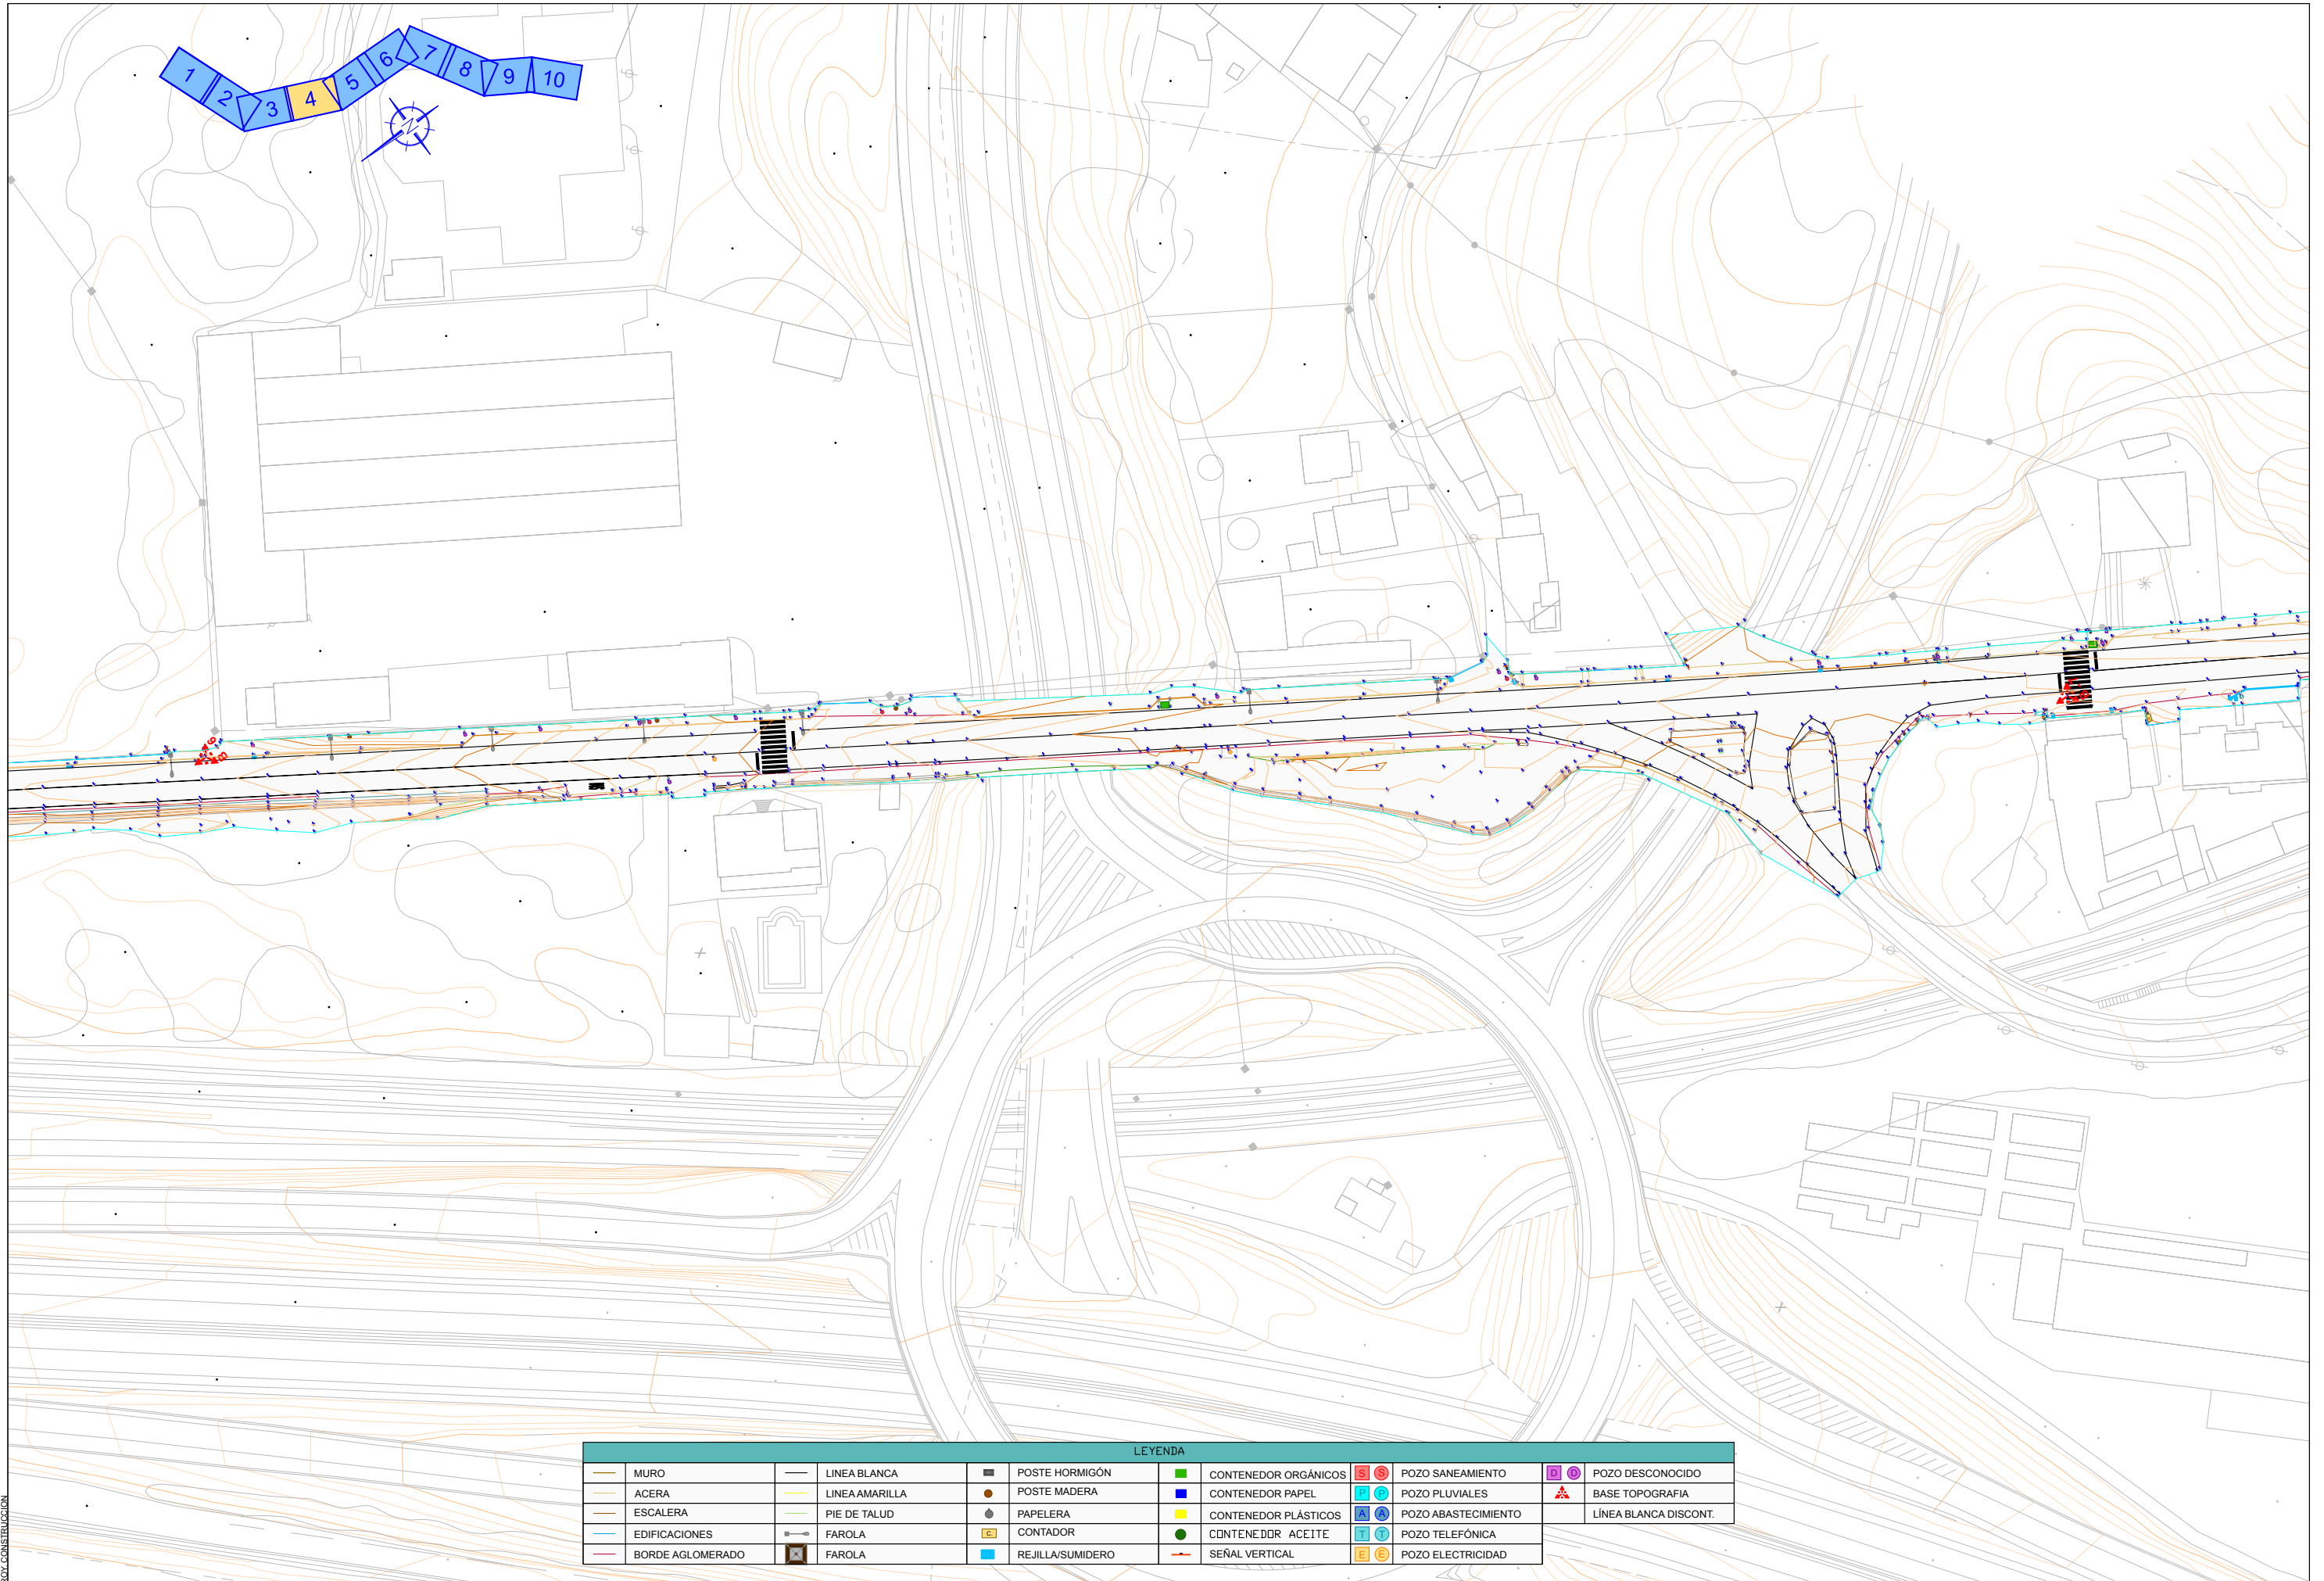 1
2
3
4
5
6
7
8
9
10
N
LEYENDA
MURO
LINEA BLANCA
POSTE HORMIGÓN
CONTENEDOR ORGÁNICOS
S S POZO SANEAMIENTO
D D POZO DESCONOCIDO
ACERA
LINEA AMARILLA
POSTE MADERA
CONTENEDOR PAPEL
P P POZO PLUVIALES
BASE TOPOGRAFIA
ESCALERA
PIE DE TALUD
PAPELERA
CONTENEDOR PLÁSTICOS
A A POZO ABASTECIMIENTO
LÍNEA BLANCA DISCONT.
EDIFICACIONES
FAROLA
C. CONTADOR
CONTENEDOR ACEITE
T T POZO TELEFÓNICA
BORDE AGLOMERADO
FAROLA
REJILLA/SUMIDERO
SEÑAL VERTICAL
E E POZO ELECTRICIDAD